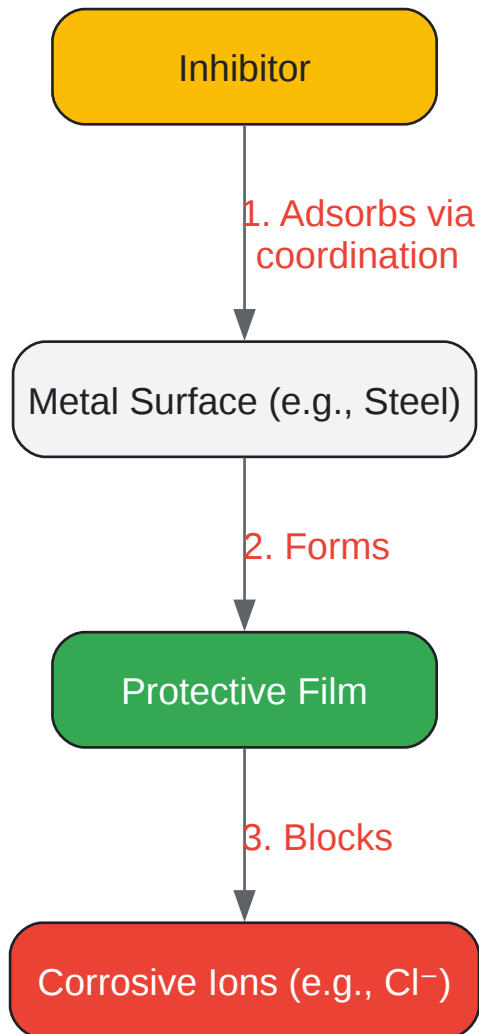 Inhibitor
1. Adsorbs via
coordination
Metal Surface (e.g., Steel)
2. Forms
Protective Film
3. Blocks
Corrosive Ions (e.g., Cl⁻)